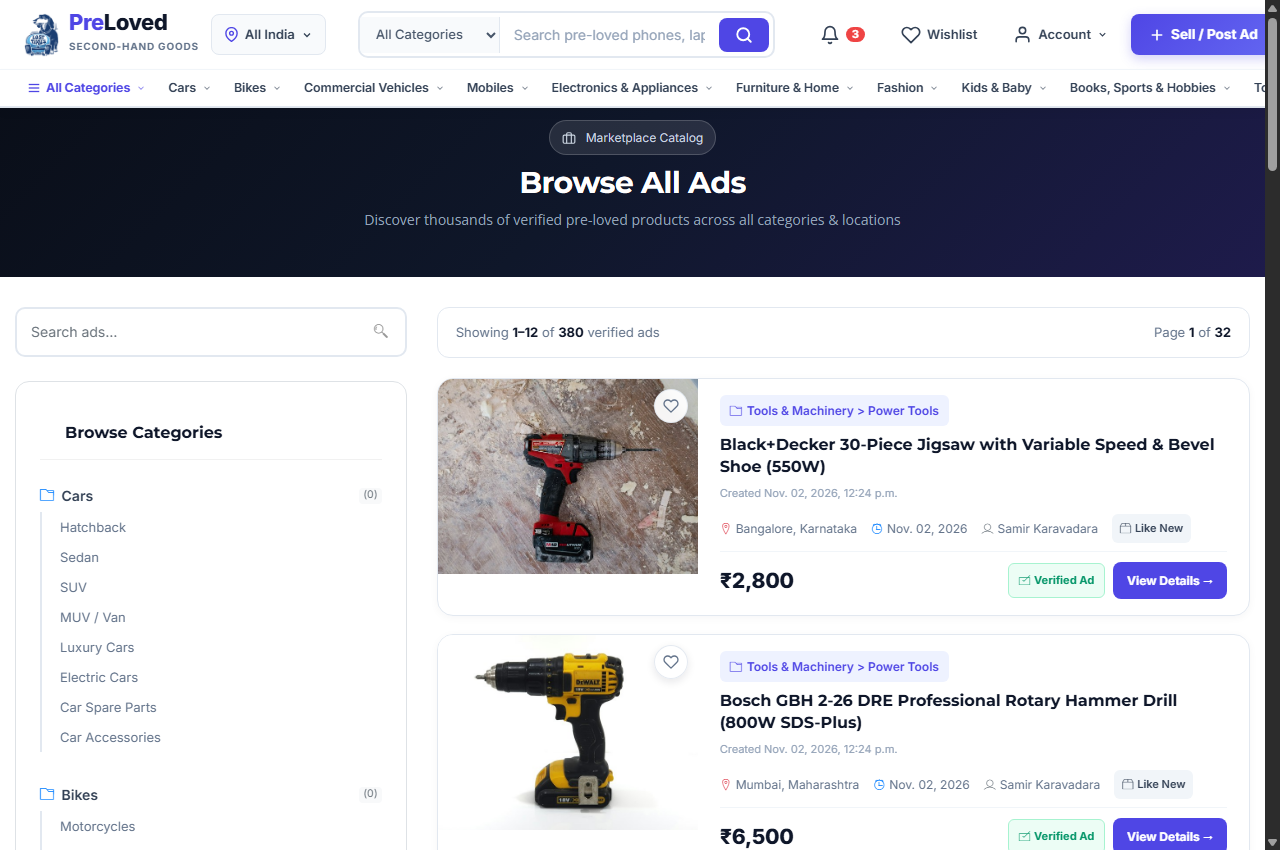 PreLoved
SECOND-HAND GOODS
All India
All Categories
Search pre-loved phones, lap
3
Wishlist
Account
Sell / Post Ad
All Categories
Cars
Bikes
Commercial Vehicles
Mobiles
Electronics & Appliances
Furniture & Home
Fashion
Kids & Baby
Books, Sports & Hobbies
Marketplace Catalog
Browse All Ads
Discover thousands of verified pre-loved products across all categories & locations
Search ads...
Showing 1–12 of 380 verified ads
Page 1 of 32
Browse Categories
Cars
(0)
Hatchback
Sedan
SUV
MUV / Van
Luxury Cars
Electric Cars
Car Spare Parts
Car Accessories
Bikes
(0)
Motorcycles
Tools & Machinery > Power Tools
Black+Decker 30-Piece Jigsaw with Variable Speed & Bevel
Shoe (550W)
Created Nov. 02, 2026, 12:24 p.m.
Bangalore, Karnataka
Nov. 02, 2026
Samir Karavadara
Like New
₹2,800
Verified Ad
View Details →
DEWALT
Tools & Machinery > Power Tools
Bosch GBH 2-26 DRE Professional Rotary Hammer Drill
(800W SDS-Plus)
Created Nov. 02, 2026, 12:24 p.m.
Mumbai, Maharashtra
Nov. 02, 2026
Samir Karavadara
Like New
₹6,500
Verified Ad
View Details →